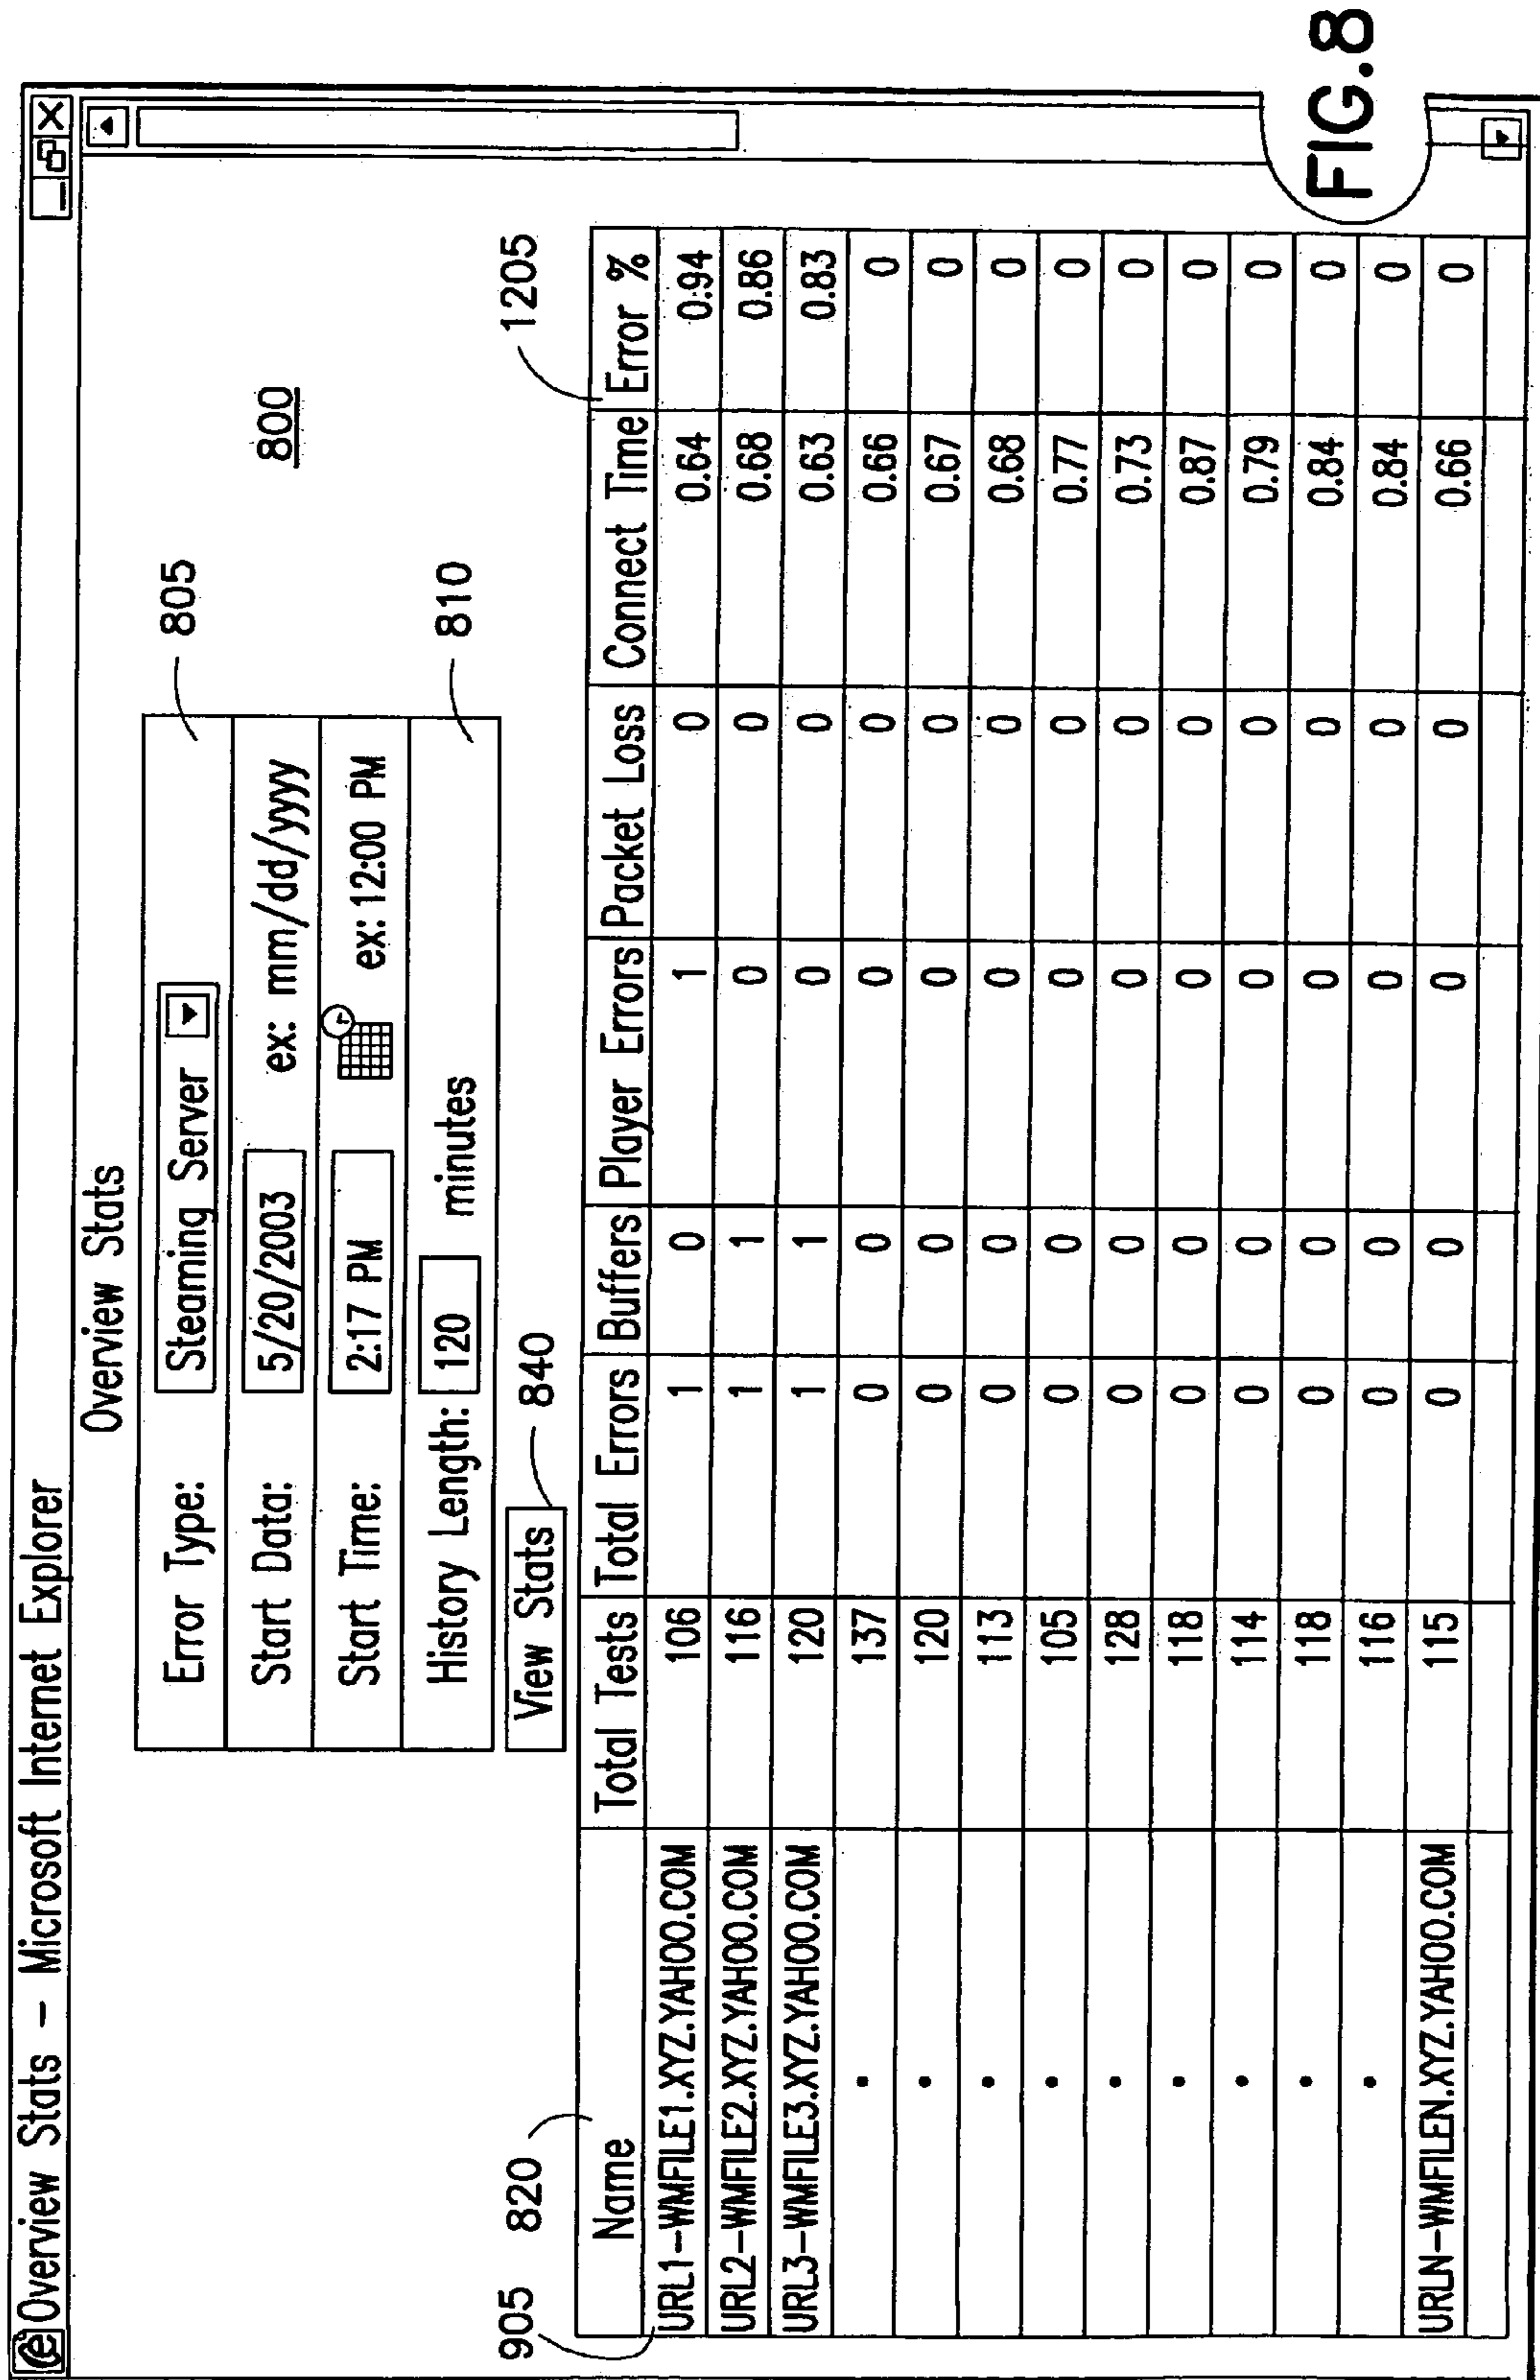 Overview Stats – Microsoft Internet Explorer
Overview Stats
Error Type: Steaming Server
805
800
Start Data: 5/20/2003 ex: mm/dd/yyyy
Start Time: 2:17 PM ex: 12:00 PM
History Length: 120 minutes
810
View Stats
840
905
820
1205
Name Total Tests Total Errors Buffers Player Errors Packet Loss Connect Time Error %
URL1-WMFILE1.XYZ.YAHOO.COM 106 1 0 1 0 0.64 0.94
URL2-WMFILE2.XYZ.YAHOO.COM 116 1 1 0 0 0.68 0.86
URL3-WMFILE3.XYZ.YAHOO.COM 120 1 1 0 0 0.63 0.83
• 137 0 0 0 0 0.66 0
• 120 0 0 0 0 0.67 0
• 113 0 0 0 0 0.68 0
• 105 0 0 0 0 0.77 0
• 128 0 0 0 0 0.73 0
• 118 0 0 0 0 0.87 0
• 114 0 0 0 0 0.79 0
• 118 0 0 0 0 0.84 0
• 116 0 0 0 0 0.84 0
URLN-WMFILEN.XYZ.YAHOO.COM 115 0 0 0 0 0.66 0
FIG.8